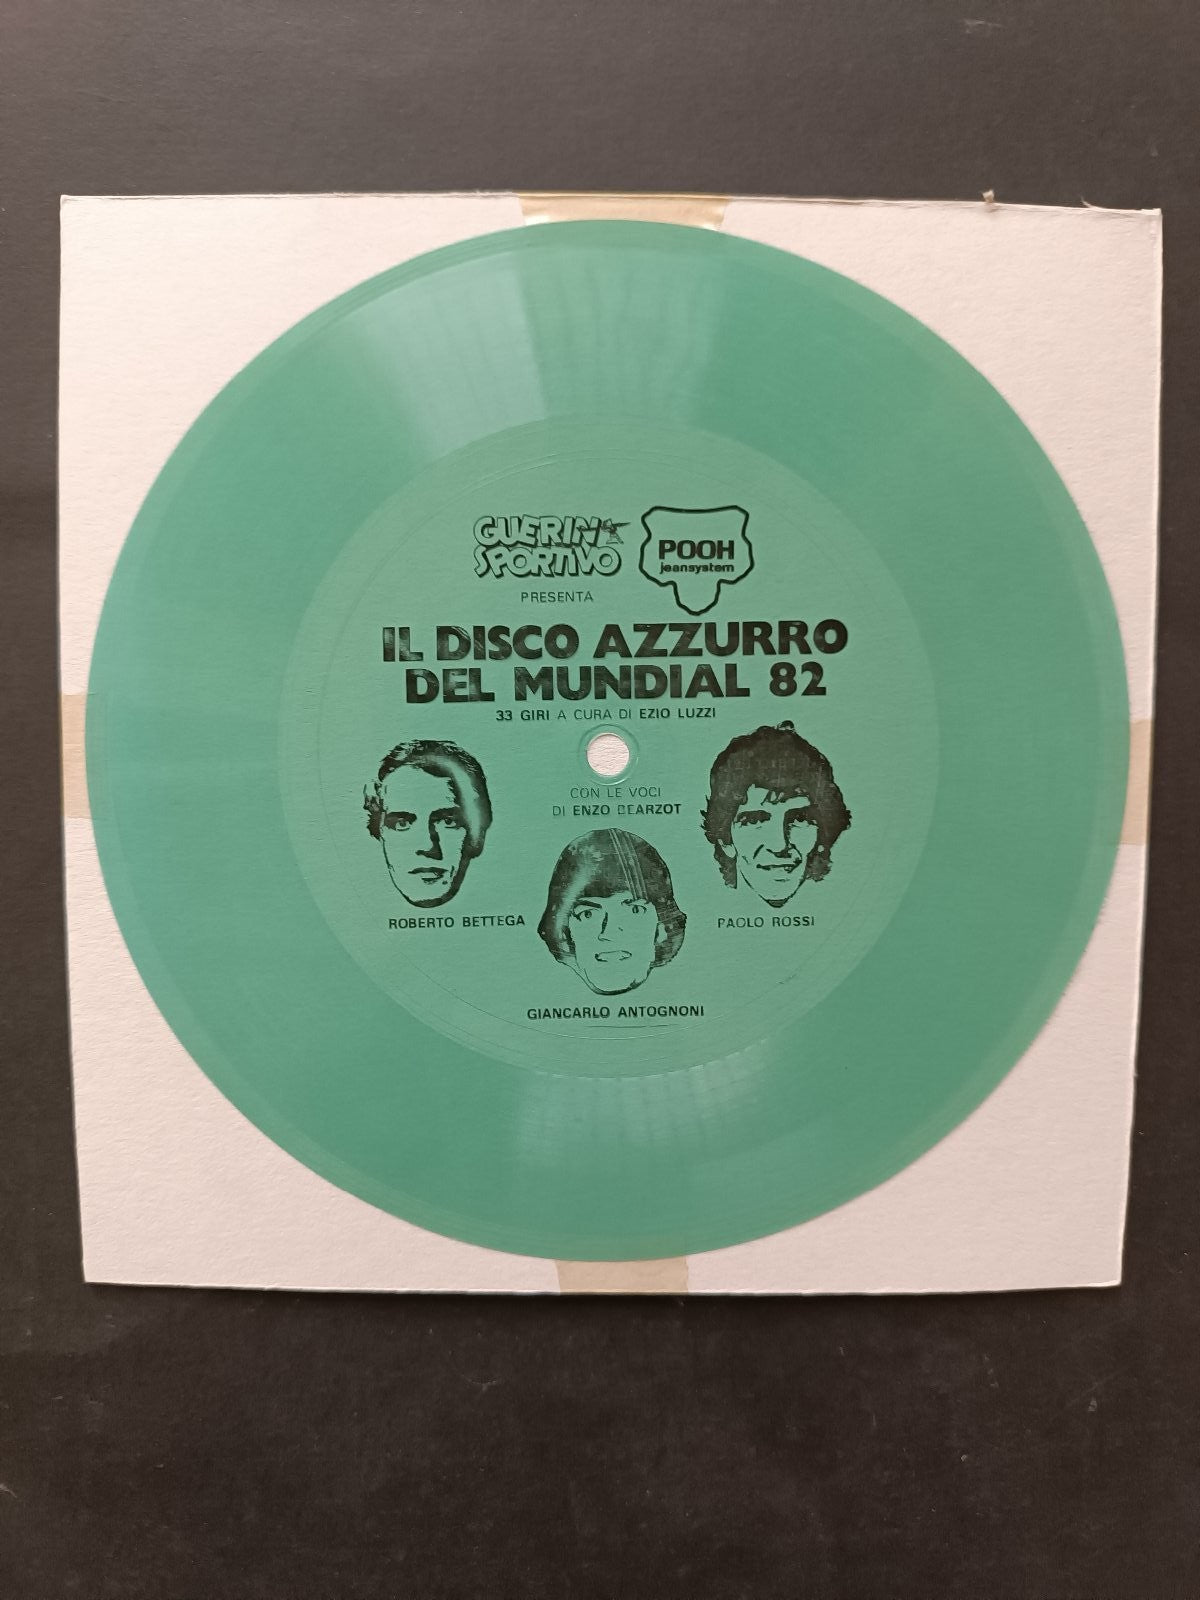 GUERIN
SPORTIVO
POOH
jeansystem
PRESENTA
IL DISCO AZZURRO
DEL MUNDIAL 82
33 GIRI A CURA DI EZIO LUZZI
CON LE VOCI
DI ENZO BEARZOT
ROBERTO BETTEGA
PAOLO ROSSI
GIANCARLO ANTOGNONI